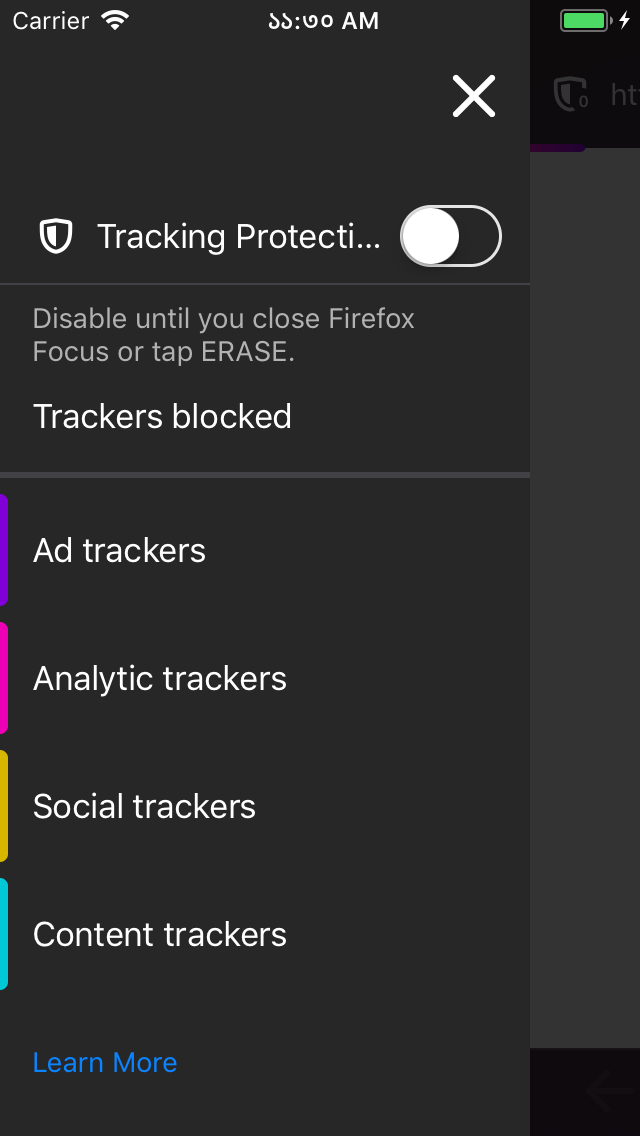 Carrier
১১:৩০ AM
0
Tracking Protecti...
Disable until you close Firefox
Focus or tap ERASE.
Trackers blocked
Ad trackers
Analytic trackers
Social trackers
Content trackers
Learn More